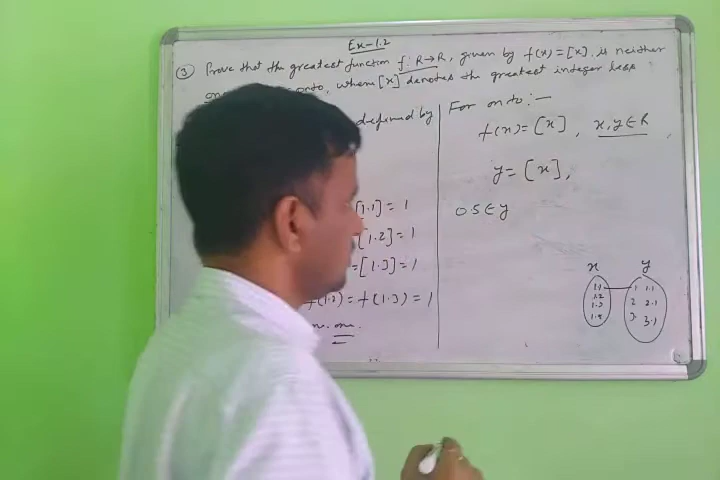 Ex-1.2
(3) Prove that the greatest function f: R→R, given by f(x) = [x], is neither
onto, where [x] denotes the greatest integer less
defined by
[1.1] = 1
[1.2] = 1
= [1.3] = 1
f(1.2) = f(1.3) = 1
one.
For onto :—
f(x) = [x], x, y ∈ R
y = [x],
0.5 ∈ y
x y
1.1 1 1.1
1.2 2 2.1
1.3 3 3.1